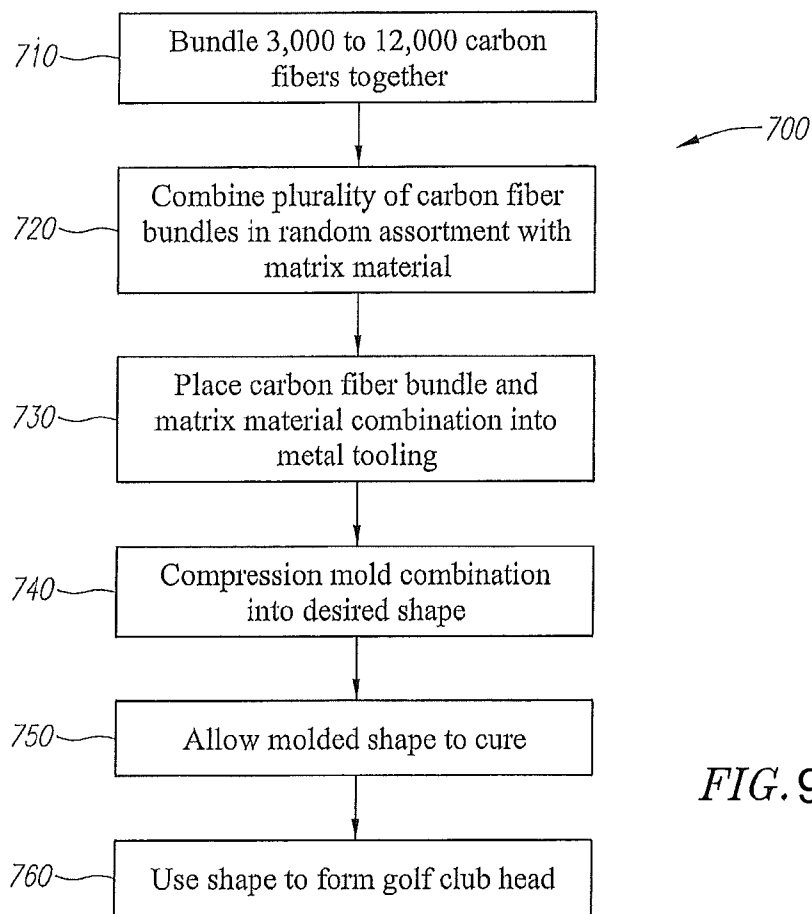 710
Bundle 3,000 to 12,000 carbon
fibers together
700
720
Combine plurality of carbon fiber
bundles in random assortment with
matrix material
730
Place carbon fiber bundle and
matrix material combination into
metal tooling
740
Compression mold combination
into desired shape
750
Allow molded shape to cure
FIG. 9
760
Use shape to form golf club head